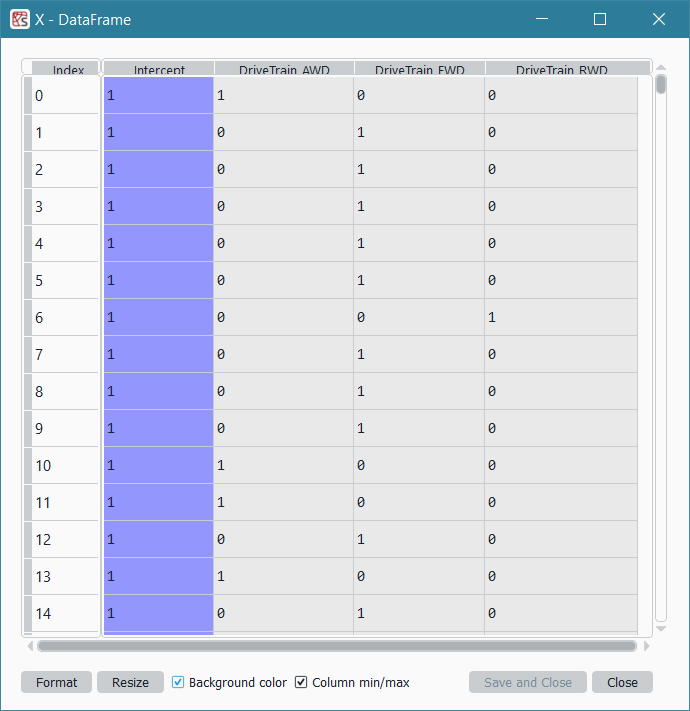 X - DataFrame
Index Intercept DriveTrain_AWD DriveTrain_FWD DriveTrain_RWD
0 1 1 0 0
1 1 0 1 0
2 1 0 1 0
3 1 0 1 0
4 1 0 1 0
5 1 0 1 0
6 1 0 0 1
7 1 0 1 0
8 1 0 1 0
9 1 0 1 0
10 1 1 0 0
11 1 1 0 0
12 1 0 1 0
13 1 1 0 0
14 1 0 1 0
Format Resize Background color Column min/max Save and Close Close